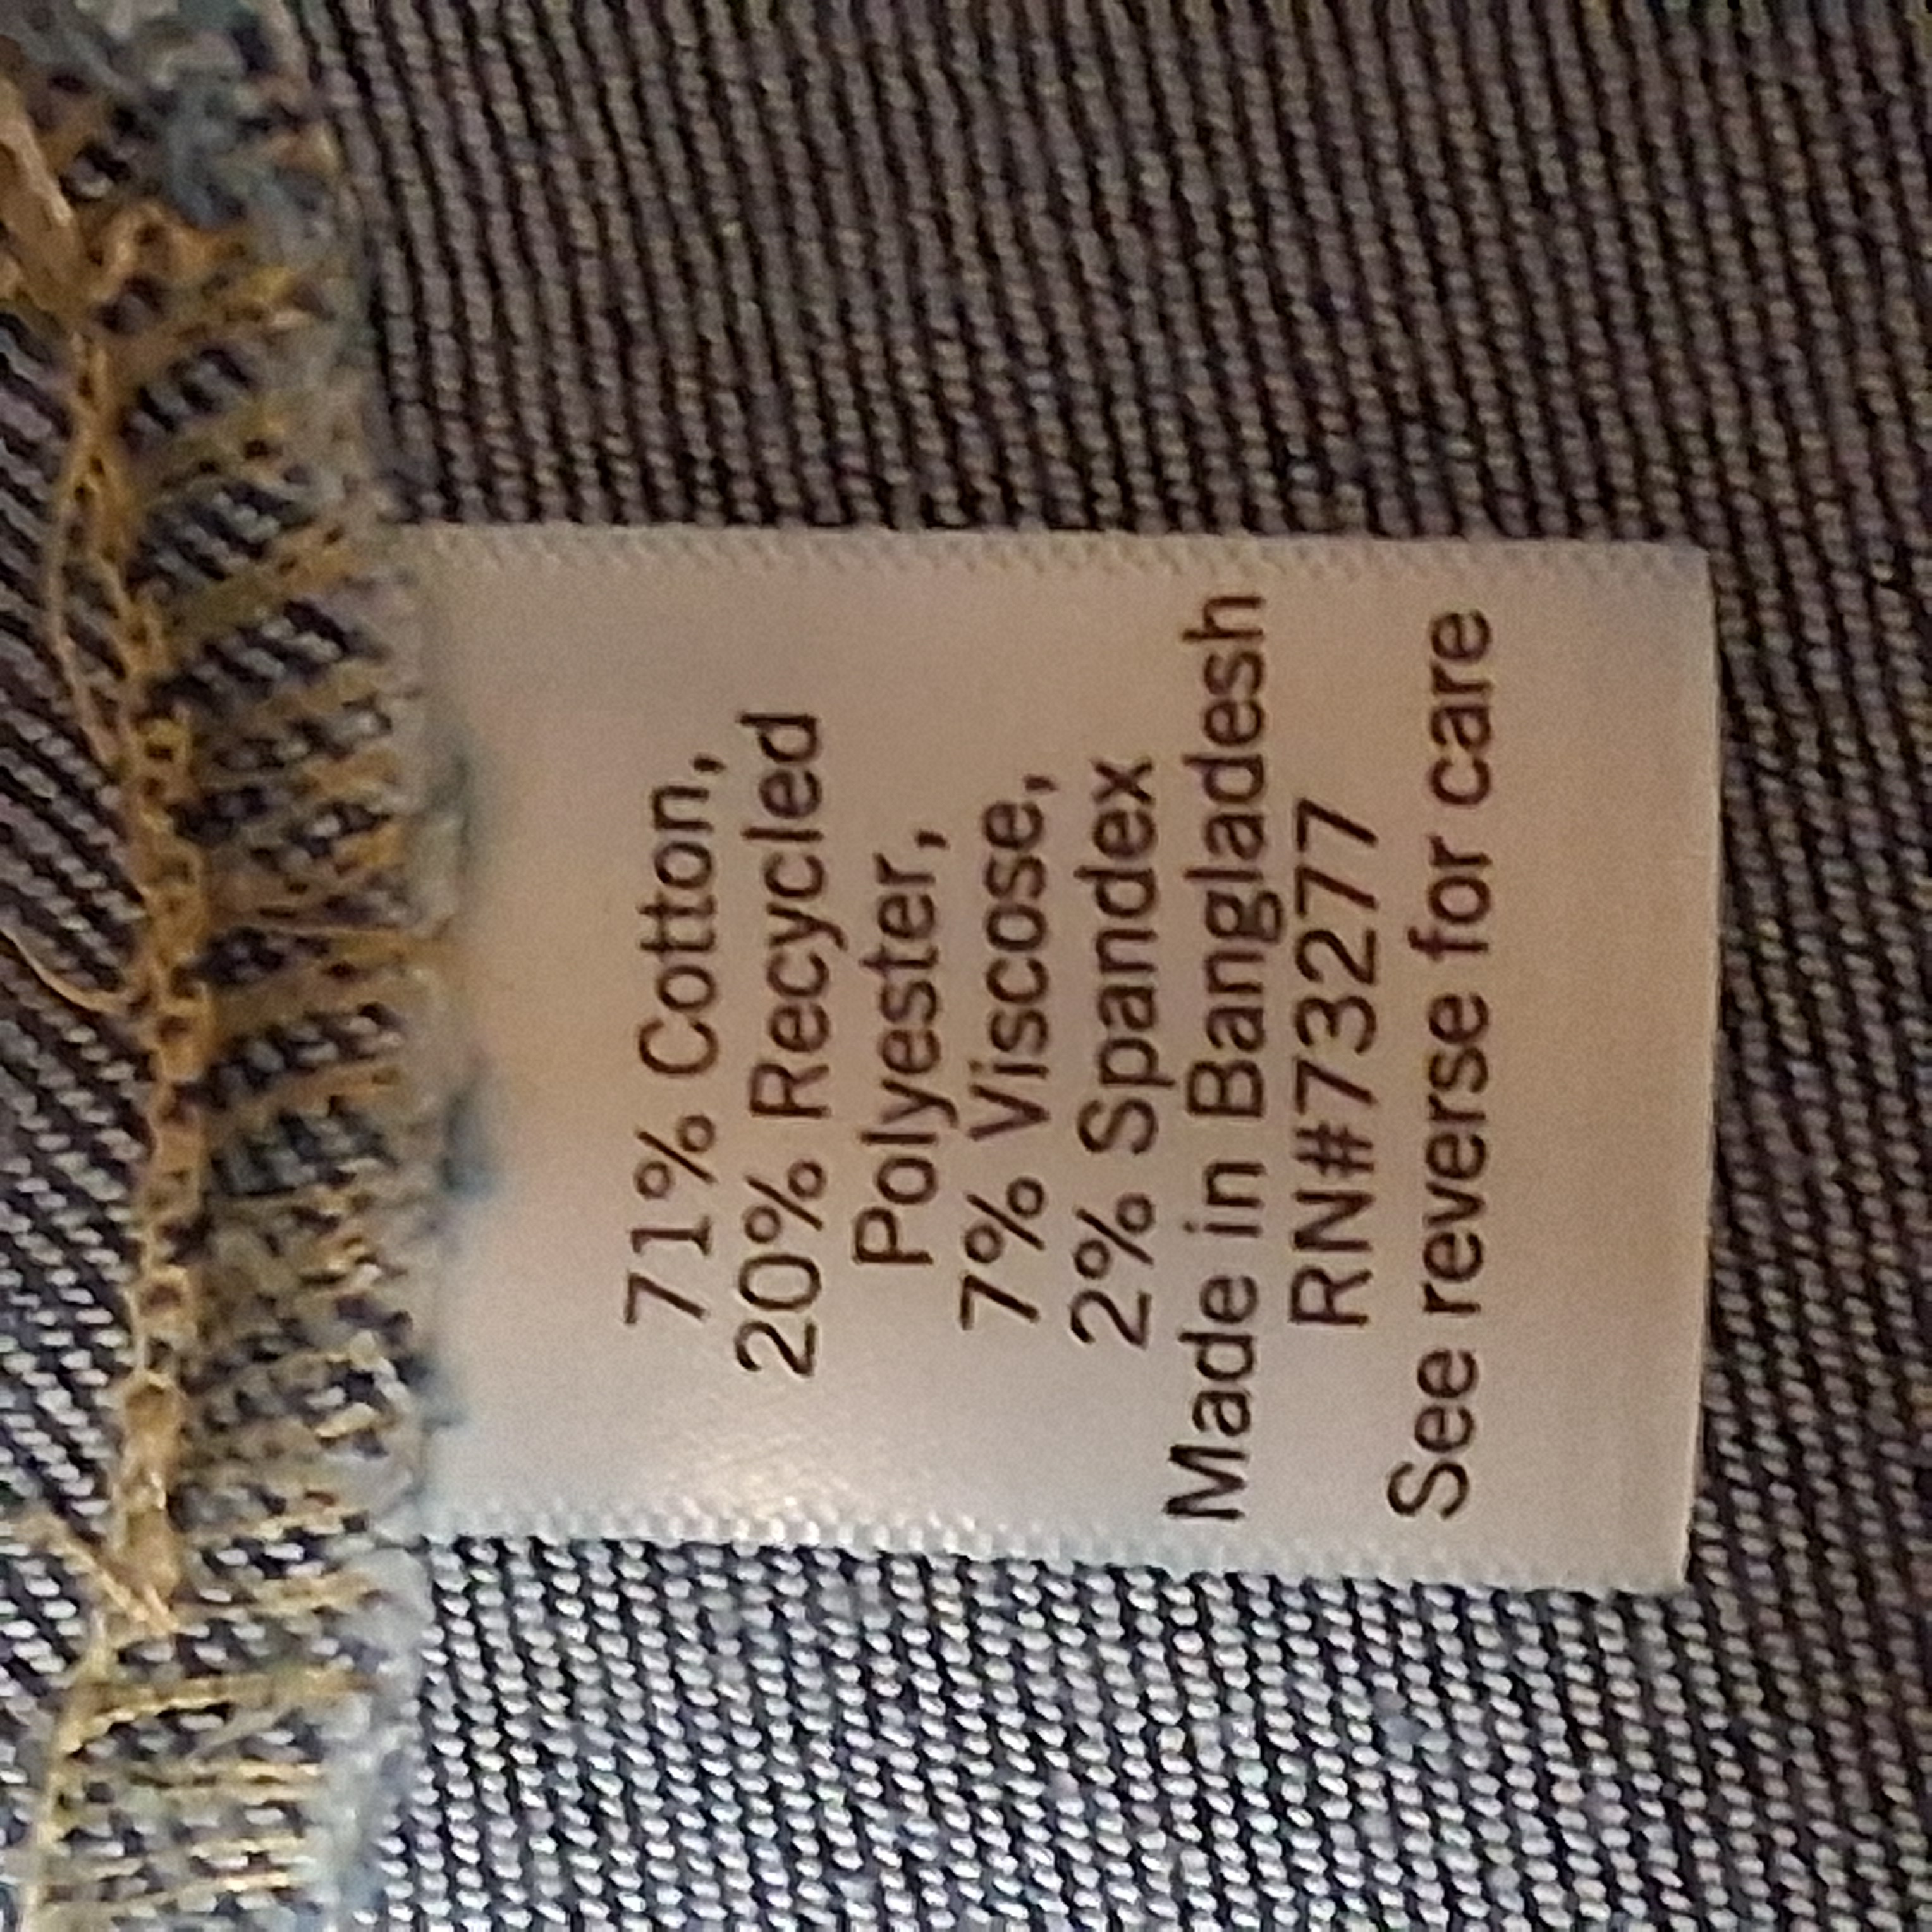 71% Cotton,
20% Recycled
Polyester,
7% Viscose,
2% Spandex
Made in Bangladesh
RN#73277
See reverse for care